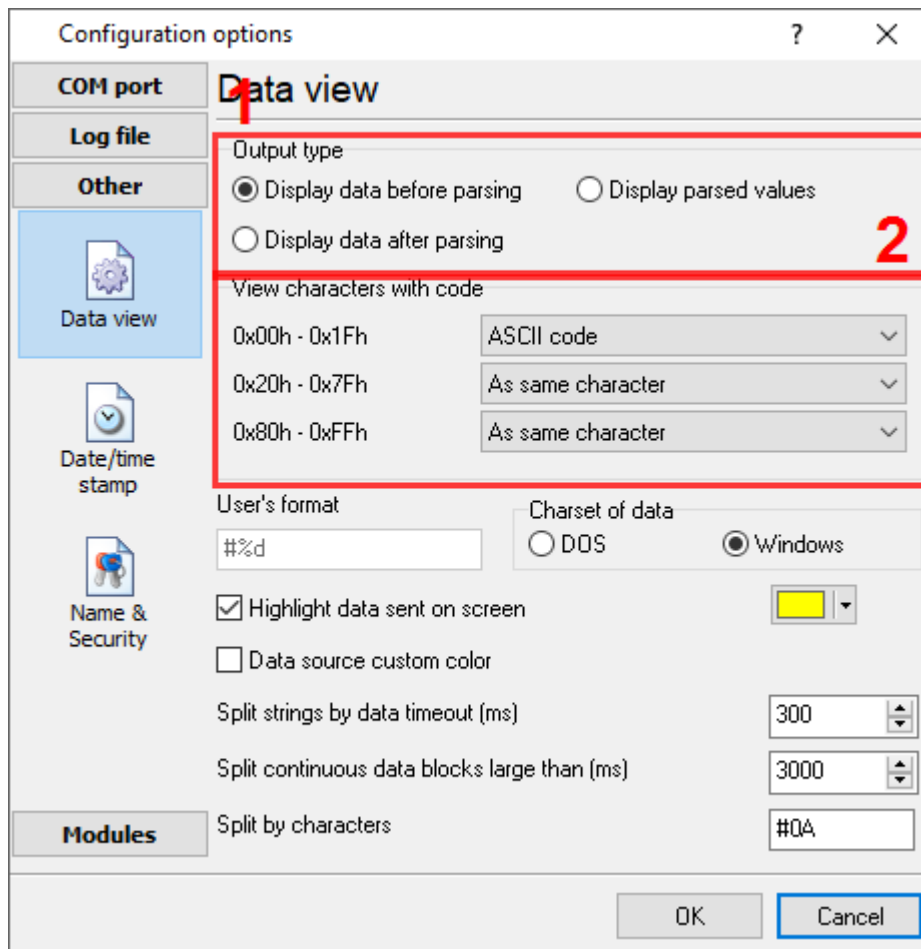 Configuration options
?
COM port
Log file
Other
Data view
Date/time
stamp
Name &
Security
Modules
Data view
1
Output type
Display data before parsing
Display parsed values
Display data after parsing
2
View characters with code
0x00h - 0x1Fh
ASCII code
0x20h - 0x7Fh
As same character
0x80h - 0xFFh
As same character
User's format
#%d
Charset of data
DOS
Windows
Highlight data sent on screen
Data source custom color
Split strings by data timeout (ms)
300
Split continuous data blocks large than (ms)
3000
Split by characters
#0A
OK
Cancel